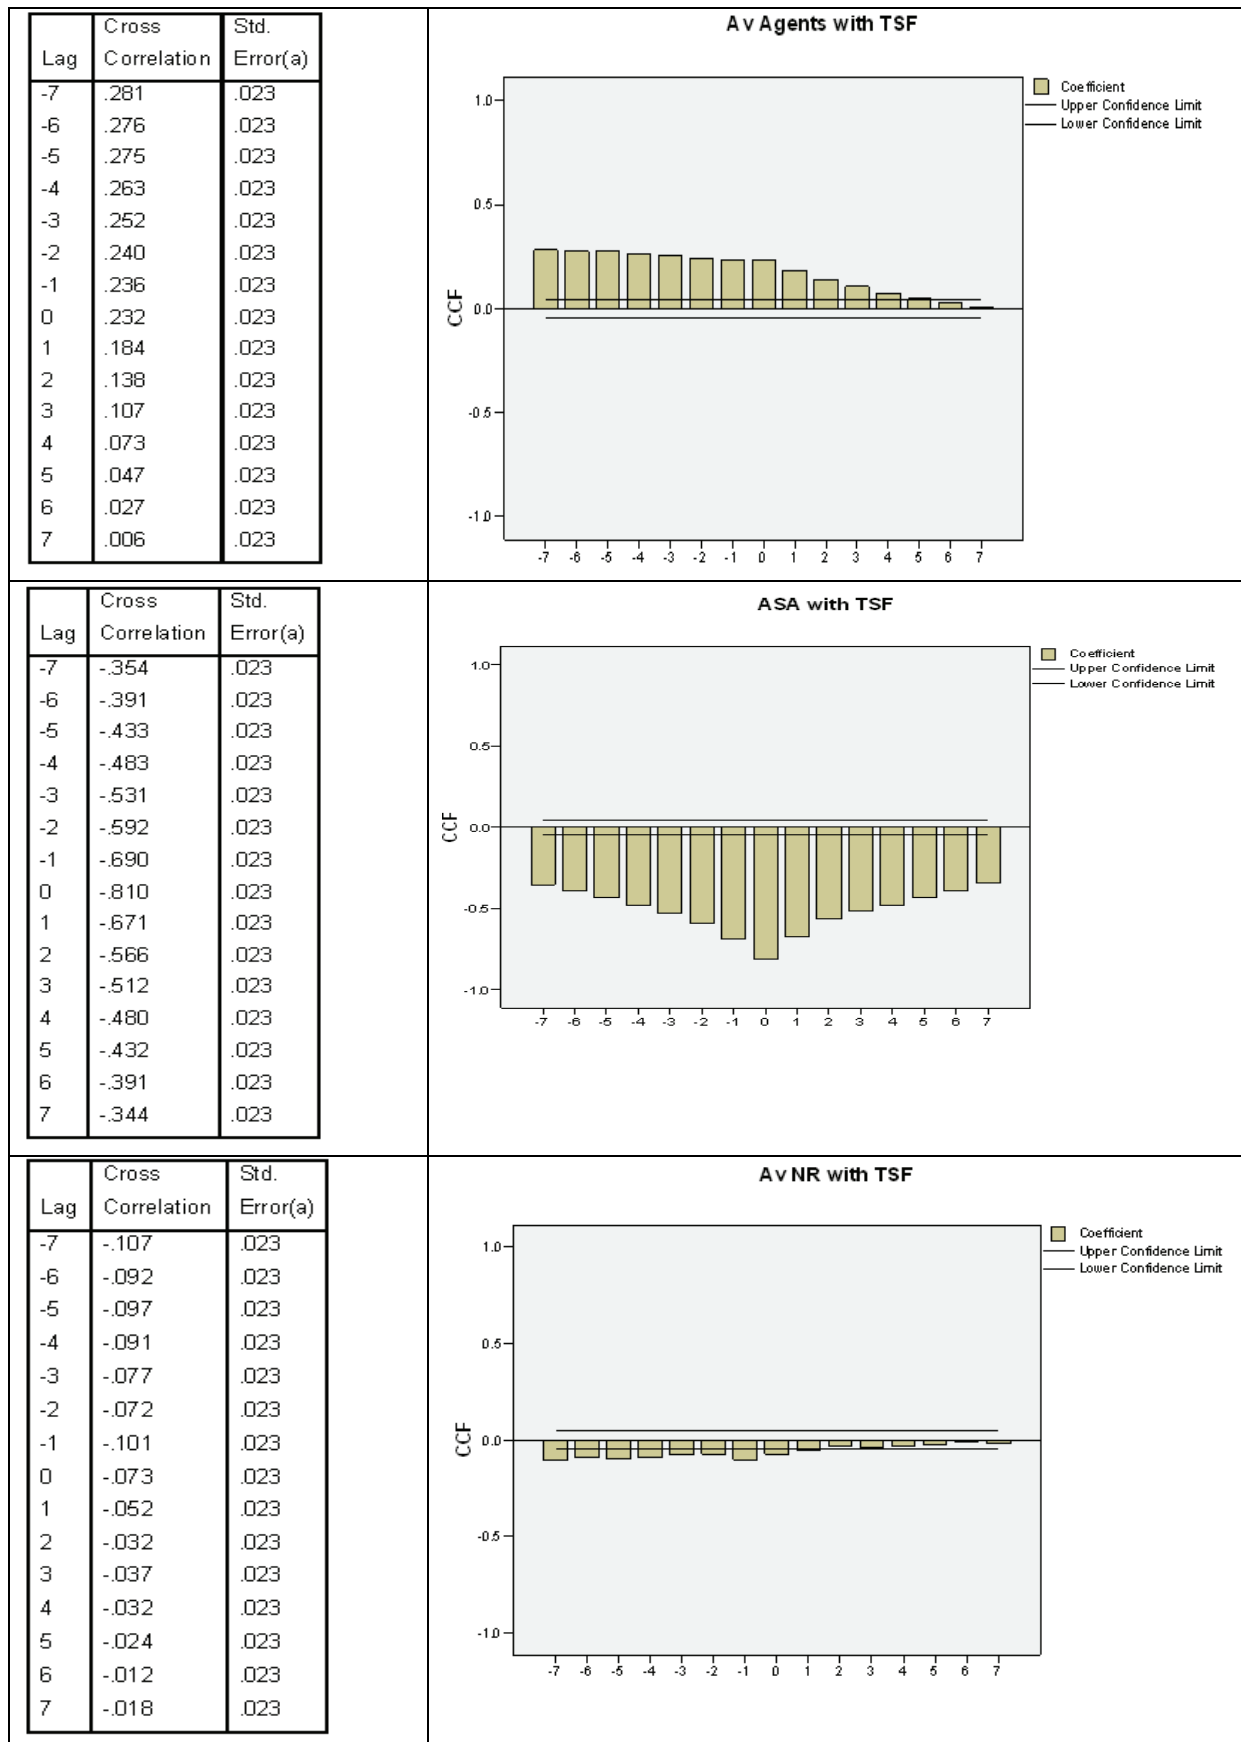 Cross Std.
Lag Correlation Error(a)
-7 .281 .023
-6 .276 .023
-5 .275 .023
-4 .263 .023
-3 .252 .023
-2 .240 .023
-1 .236 .023
0 .232 .023
1 .184 .023
2 .138 .023
3 .107 .023
4 .073 .023
5 .047 .023
6 .027 .023
7 .006 .023
Av Agents with TSF
Coefficient
Upper Confidence Limit
Lower Confidence Limit
1.0
0.5
0.0
-0.5
-1.0
CCF
-7 -6 -5 -4 -3 -2 -1 0 1 2 3 4 5 6 7
Cross Std.
Lag Correlation Error(a)
-7 -.354 .023
-6 -.391 .023
-5 -.433 .023
-4 -.483 .023
-3 -.531 .023
-2 -.592 .023
-1 -.690 .023
0 -.810 .023
1 -.671 .023
2 -.566 .023
3 -.512 .023
4 -.480 .023
5 -.432 .023
6 -.391 .023
7 -.344 .023
ASA with TSF
Coefficient
Upper Confidence Limit
Lower Confidence Limit
1.0
0.5
0.0
-0.5
-1.0
CCF
-7 -6 -5 -4 -3 -2 -1 0 1 2 3 4 5 6 7
Cross Std.
Lag Correlation Error(a)
-7 -.107 .023
-6 -.092 .023
-5 -.097 .023
-4 -.091 .023
-3 -.077 .023
-2 -.072 .023
-1 -.101 .023
0 -.073 .023
1 -.052 .023
2 -.032 .023
3 -.037 .023
4 -.032 .023
5 -.024 .023
6 -.012 .023
7 -.018 .023
Av NR with TSF
Coefficient
Upper Confidence Limit
Lower Confidence Limit
1.0
0.5
0.0
-0.5
-1.0
CCF
-7 -6 -5 -4 -3 -2 -1 0 1 2 3 4 5 6 7